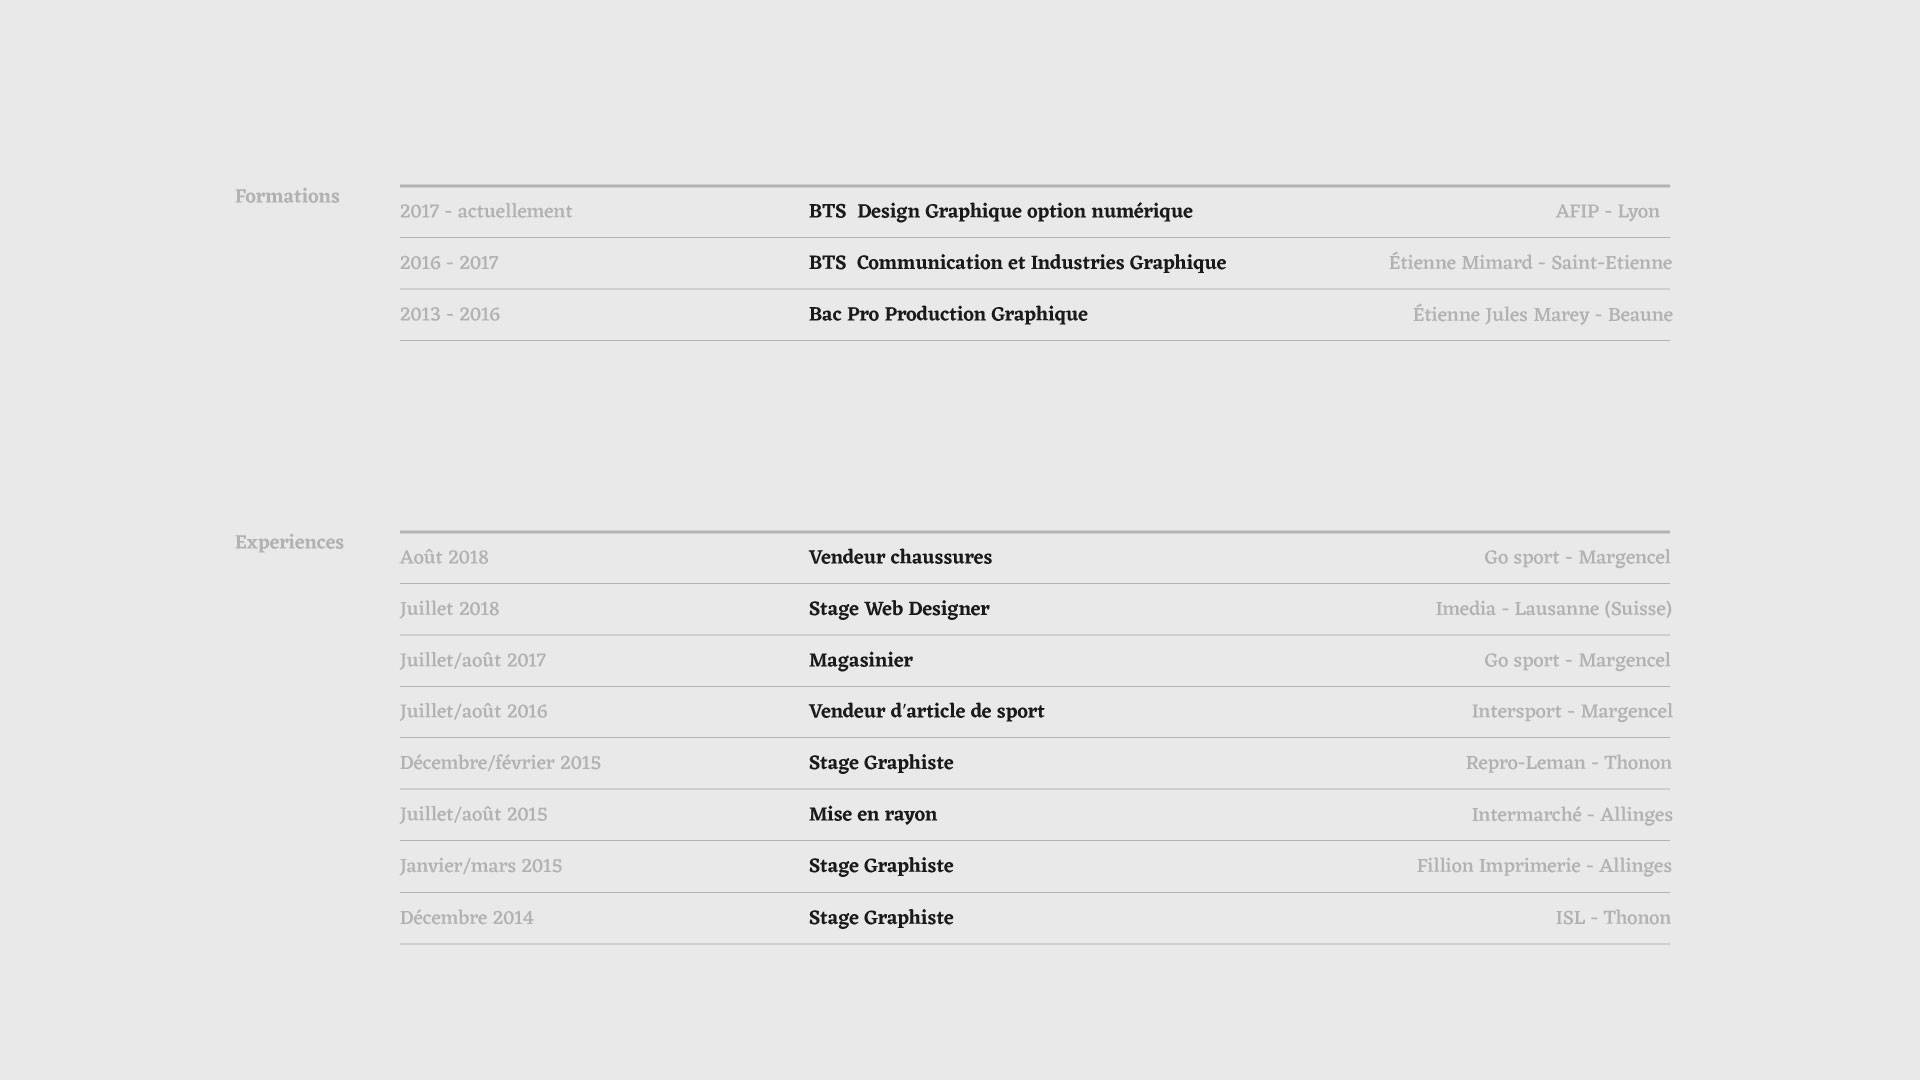 Formations
2017 - actuellement BTS  Design Graphique option numérique AFIP - Lyon
2016 - 2017 BTS  Communication et Industries Graphique Étienne Mimard - Saint-Etienne
2013 - 2016 Bac Pro Production Graphique Étienne Jules Marey - Beaune
Experiences
Août 2018 Vendeur chaussures Go sport - Margencel
Juillet 2018 Stage Web Designer Imedia - Lausanne (Suisse)
Juillet/août 2017 Magasinier Go sport - Margencel
Juillet/août 2016 Vendeur d'article de sport Intersport - Margencel
Décembre/février 2015 Stage Graphiste Repro-Leman - Thonon
Juillet/août 2015 Mise en rayon Intermarché - Allinges
Janvier/mars 2015 Stage Graphiste Fillion Imprimerie - Allinges
Décembre 2014 Stage Graphiste ISL - Thonon